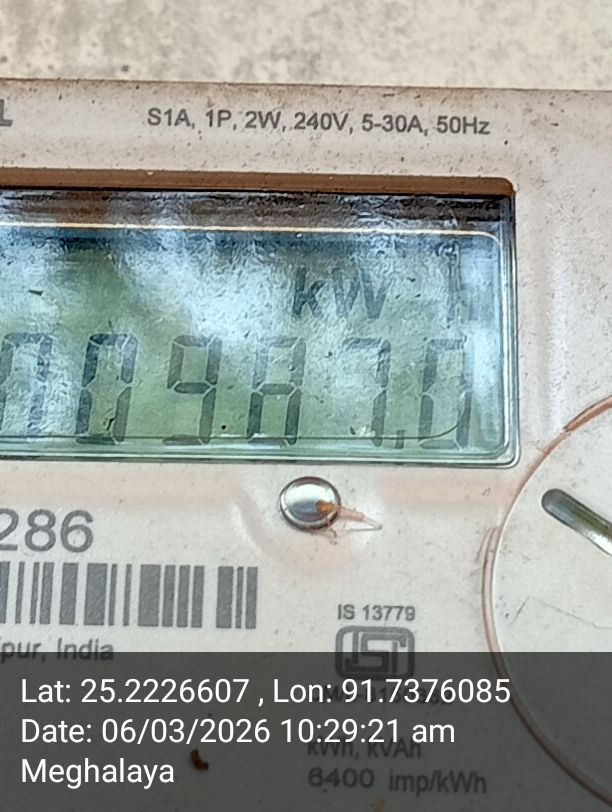 S1A, 1P, 2W, 240V, 5-30A, 50Hz
kW h
00987.0
286
pur, India
IS 13779
ISI
Lat: 25.2226607 , Lon: 91.7376085
Date: 06/03/2026 10:29:21 am
Meghalaya
kWh, kVAh
6400 imp/kWh